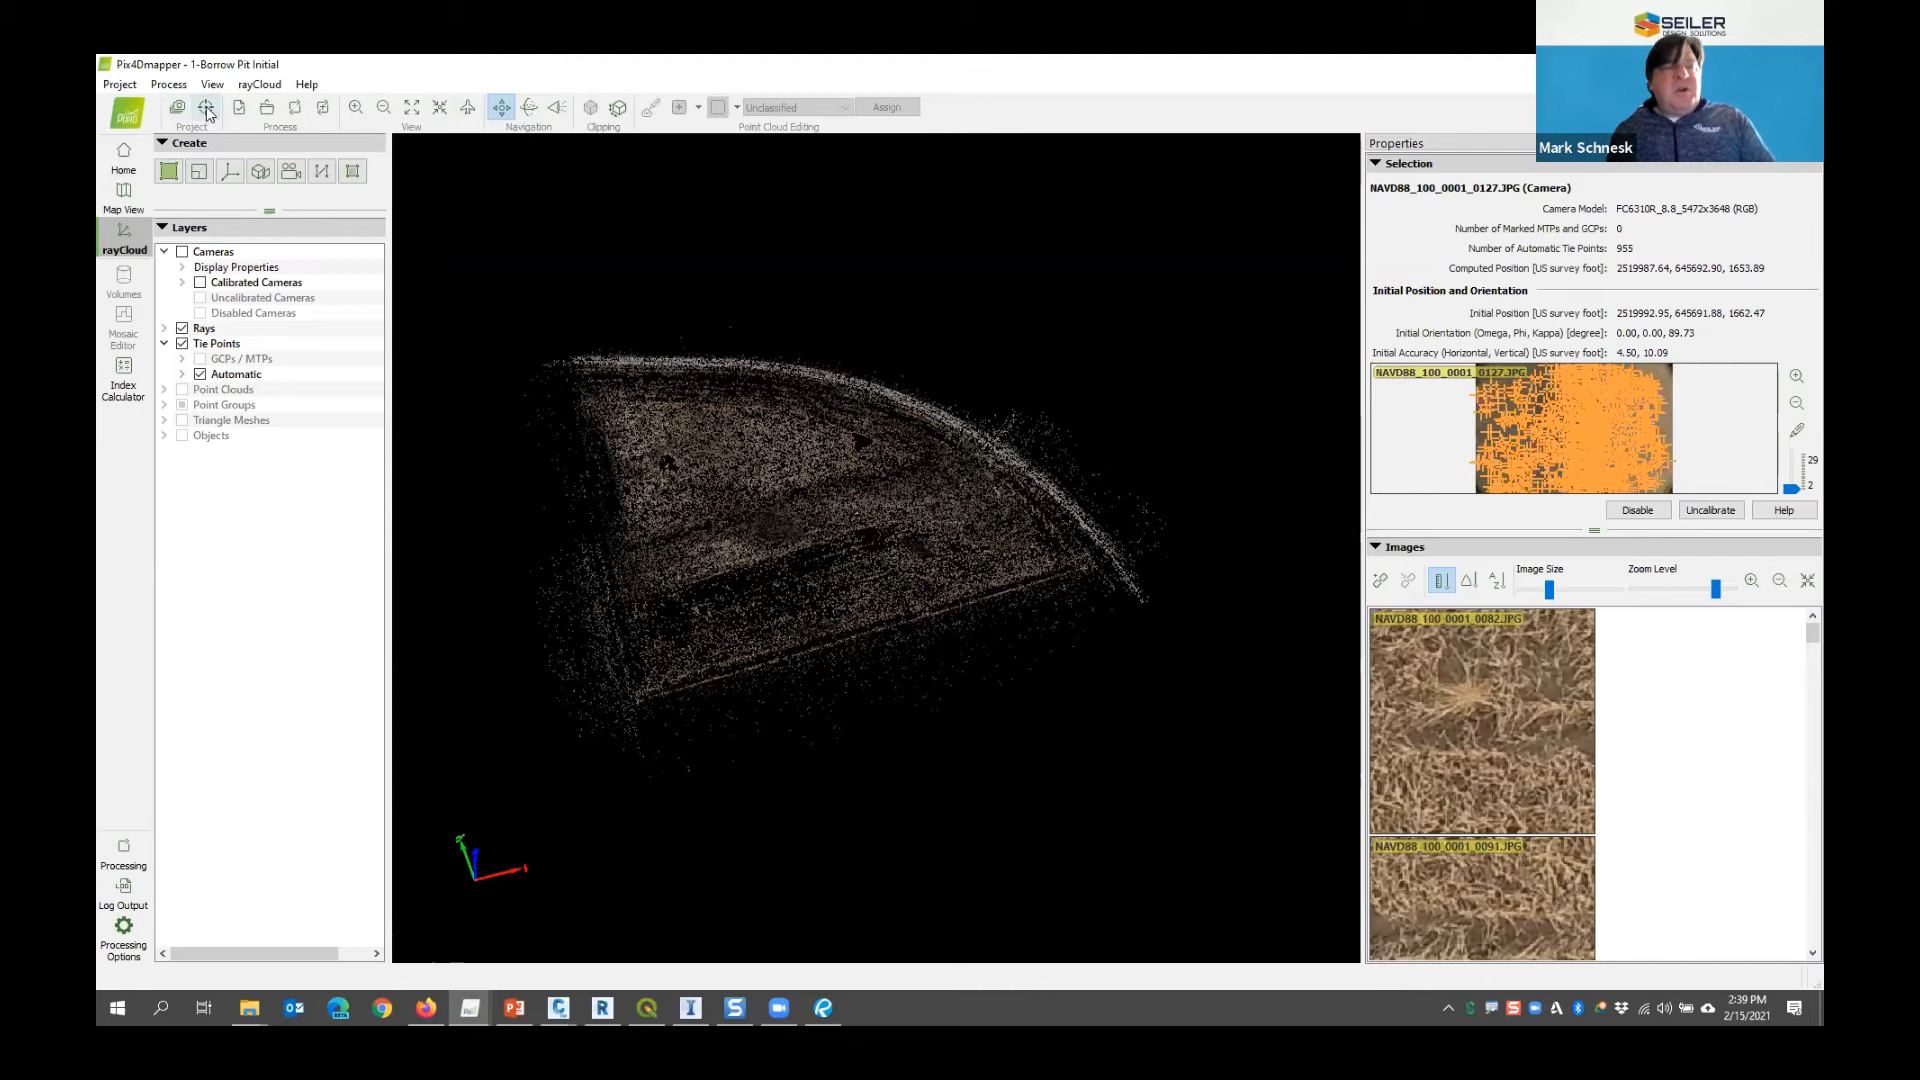 SEILER
DESIGN SOLUTIONS
Mark Schnesk
Pix4Dmapper - 1-Borrow Pit Initial
Project Process View rayCloud Help
Unclassified
Assign
Project
Process
View
Navigation
Clipping
Point Cloud Editing
Home
Map View
rayCloud
Volumes
Mosaic
Editor
Index
Calculator
Processing
Log Output
Processing
Options
Create
Layers
Cameras
Display Properties
Calibrated Cameras
Uncalibrated Cameras
Disabled Cameras
Rays
Tie Points
GCPs / MTPs
Automatic
Point Clouds
Point Groups
Triangle Meshes
Objects
Properties
Selection
NAVD88_100_0001_0127.JPG (Camera)
Camera Model: FC6310R_8.8_5472x3648 (RGB)
Number of Marked MTPs and GCPs: 0
Number of Automatic Tie Points: 955
Computed Position [US survey foot]: 2519987.64, 645692.90, 1653.89
Initial Position and Orientation
Initial Position [US survey foot]: 2519992.95, 645691.88, 1662.47
Initial Orientation (Omega, Phi, Kappa) [degree]: 0.00, 0.00, 89.73
Initial Accuracy (Horizontal, Vertical) [US survey foot]: 4.50, 10.09
NAVD88_100_0001_0127.JPG
29
2
Disable
Uncalibrate
Help
Images
Image Size
Zoom Level
NAVD88_100_0001_0082.JPG
NAVD88_100_0001_0091.JPG
2:39 PM
2/15/2021